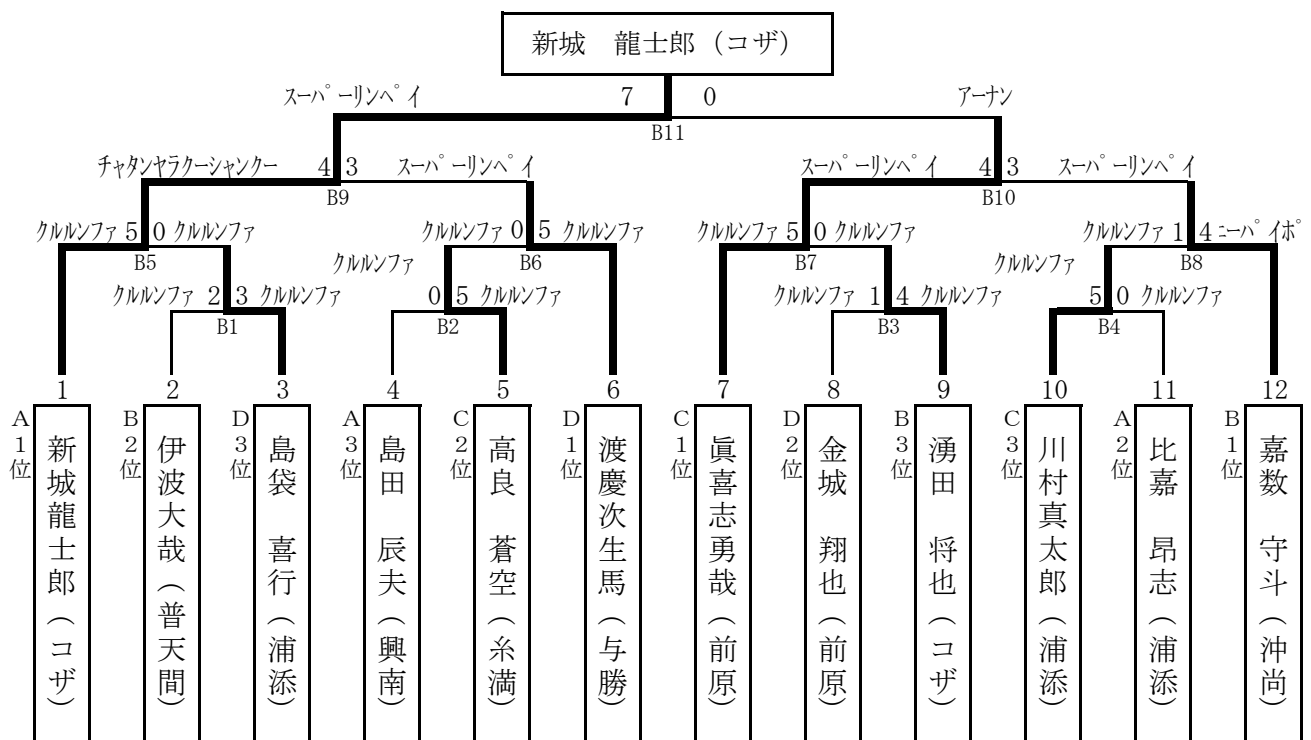 新城　龍士郎（コザ）
スーパーリンペイ 7 0 アーナン
B11
チャタンヤラクーシャンクー 4 3 スーパーリンペイ スーパーリンペイ 4 3 スーパーリンペイ
B9 B10
クルルンファ 5 0 クルルンファ クルルンファ 0 5 クルルンファ クルルンファ 5 0 クルルンファ クルルンファ 1 4 ニーパイポ
B5 B6 B7 B8
クルルンファ クルルンファ
クルルンファ 2 3 クルルンファ 0 5 クルルンファ クルルンファ 1 4 クルルンファ 5 0 クルルンファ
B1 B2 B3 B4
1 2 3 4 5 6 7 8 9 10 11 12
A1位
新城龍士郎（コザ）
B2位
伊波大哉（普天間）
D3位
島袋　喜行（浦添）
A3位
島田　辰夫（興南）
C2位
高良　蒼空（糸満）
D1位
渡慶次生馬（与勝）
C1位
眞喜志勇哉（前原）
D2位
金城　翔也（前原）
B3位
湧田　将也（コザ）
C3位
川村真太郎（浦添）
A2位
比嘉　昂志（浦添）
B1位
嘉数　守斗（沖尚）